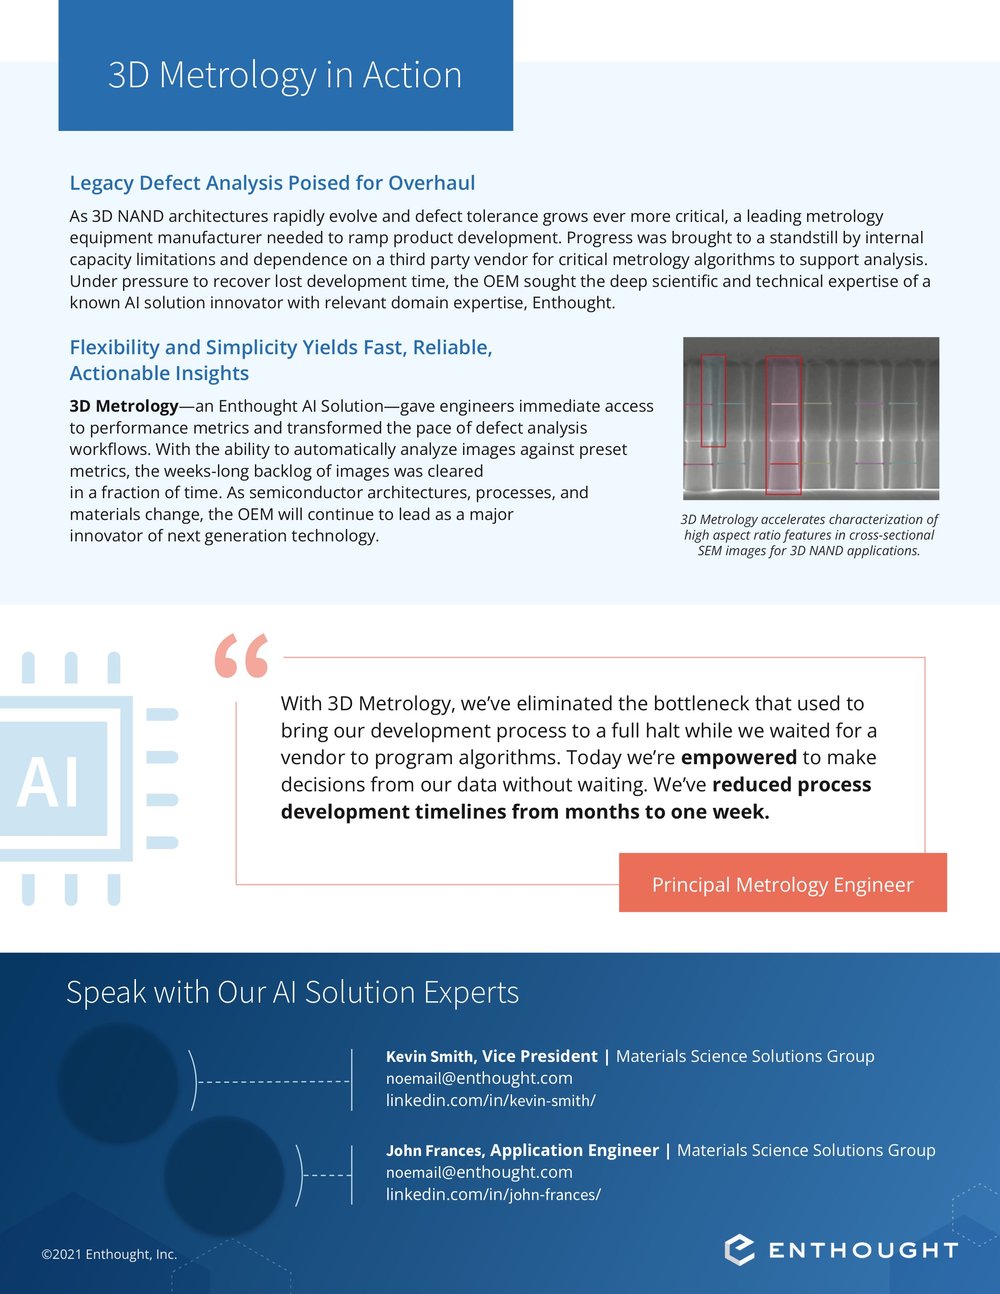 3D Metrology in Action
Legacy Defect Analysis Poised for Overhaul
As 3D NAND architectures rapidly evolve and defect tolerance grows ever more critical, a leading metrology
equipment manufacturer needed to ramp product development. Progress was brought to a standstill by internal
capacity limitations and dependence on a third party vendor for critical metrology algorithms to support analysis.
Under pressure to recover lost development time, the OEM sought the deep scientific and technical expertise of a
known AI solution innovator with relevant domain expertise, Enthought.
Flexibility and Simplicity Yields Fast, Reliable,
Actionable Insights
3D Metrology—an Enthought AI Solution—gave engineers immediate access
to performance metrics and transformed the pace of defect analysis
workflows. With the ability to automatically analyze images against preset
metrics, the weeks-long backlog of images was cleared
in a fraction of time. As semiconductor architectures, processes, and
materials change, the OEM will continue to lead as a major
innovator of next generation technology.
3D Metrology accelerates characterization of
high aspect ratio features in cross-sectional
SEM images for 3D NAND applications.
AI
“
With 3D Metrology, we’ve eliminated the bottleneck that used to
bring our development process to a full halt while we waited for a
vendor to program algorithms. Today we’re empowered to make
decisions from our data without waiting. We’ve reduced process
development timelines from months to one week.
Principal Metrology Engineer
Speak with Our AI Solution Experts
Kevin Smith, Vice President | Materials Science Solutions Group
noemail@enthought.com
linkedin.com/in/kevin-smith/
John Frances, Application Engineer | Materials Science Solutions Group
noemail@enthought.com
linkedin.com/in/john-frances/
©2021 Enthought, Inc.
ENTHOUGHT